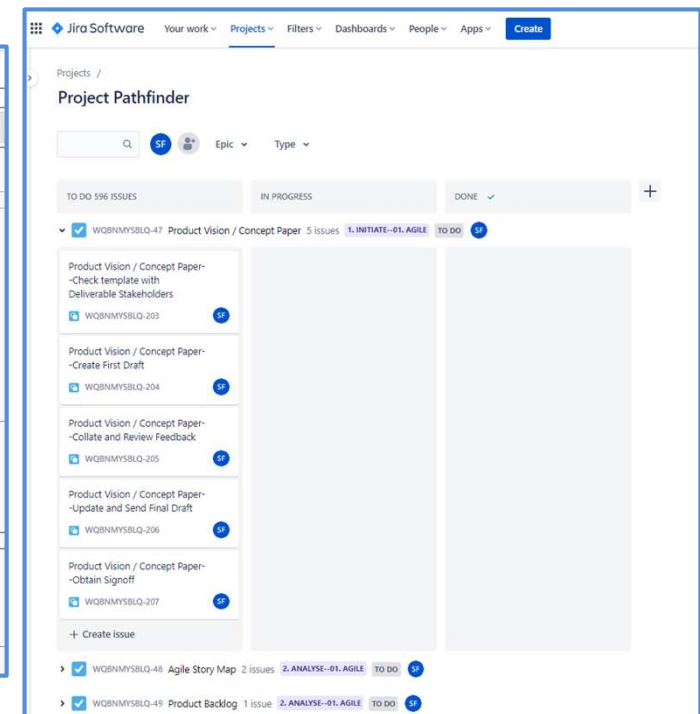 Jira Software Your work Projects Filters Dashboards People Apps Create
Projects /
Project Pathfinder
SF Epic Type
TO DO 596 ISSUES IN PROGRESS DONE
WQBNMYSBLQ-47 Product Vision / Concept Paper 5 issues 1. INITIATE--01. AGILE TO DO SF
Product Vision / Concept Paper-
-Check template with
Deliverable Stakeholders
WQBNMYSBLQ-203 SF
Product Vision / Concept Paper-
-Create First Draft
WQBNMYSBLQ-204 SF
Product Vision / Concept Paper-
-Collate and Review Feedback
WQBNMYSBLQ-205 SF
Product Vision / Concept Paper-
-Update and Send Final Draft
WQBNMYSBLQ-206 SF
Product Vision / Concept Paper-
-Obtain Signoff
WQBNMYSBLQ-207 SF
+ Create issue
WQBNMYSBLQ-48 Agile Story Map 2 issues 2. ANALYSE--01. AGILE TO DO SF
WQBNMYSBLQ-49 Product Backlog 1 issue 2. ANALYSE--01. AGILE TO DO SF